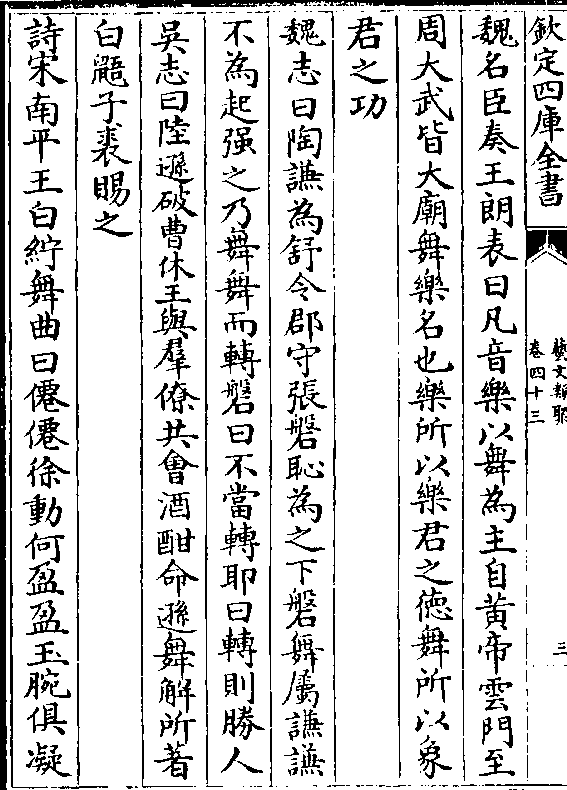 欽定四庫全書
藝文類聚
卷四十三
三
魏名臣奏王朗表曰凡音樂以舞為主自黃帝雲門至
周大武皆大廟舞樂名也樂所以樂君之德舞所以象
君之功
魏志曰陶謙為舒令郡守張磐恥為之下磐舞屬謙謙
不為起强之乃舞舞而轉磐曰不當轉耶曰轉則勝人
吳志曰陸遜破曹休王與羣僚共會酒酣命遜舞解所著
白鼯子裘賜之
詩宋南平王白紵舞曲曰僊僊徐動何盈盈玉腕俱凝